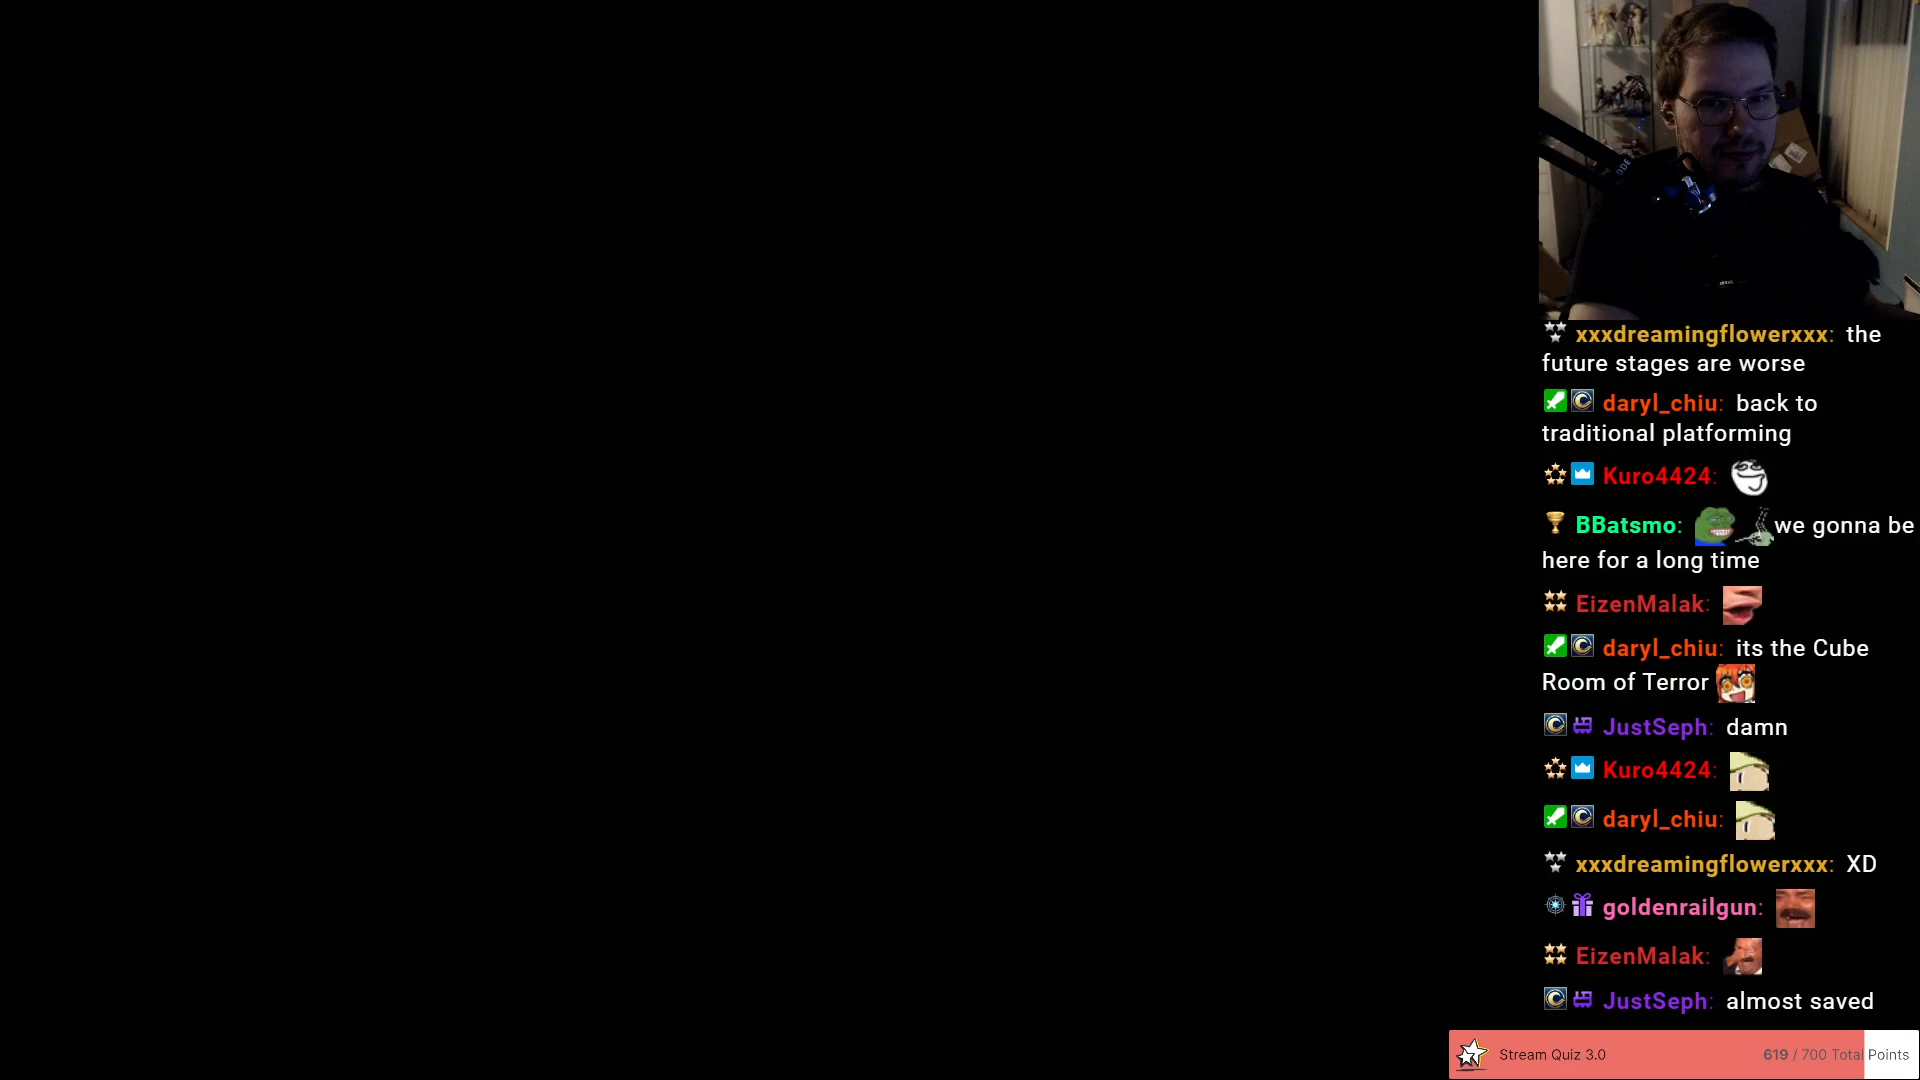 xxxdreamingflowerxxx: the
future stages are worse
daryl_chiu: back to
traditional platforming
Kuro4424:
BBatsmo: we gonna be
here for a long time
EizenMalak:
daryl_chiu: its the Cube
Room of Terror
JustSeph: damn
Kuro4424:
daryl_chiu:
xxxdreamingflowerxxx: XD
goldenrailgun:
EizenMalak:
JustSeph: almost saved
Stream Quiz 3.0
619 / 700 Total Points